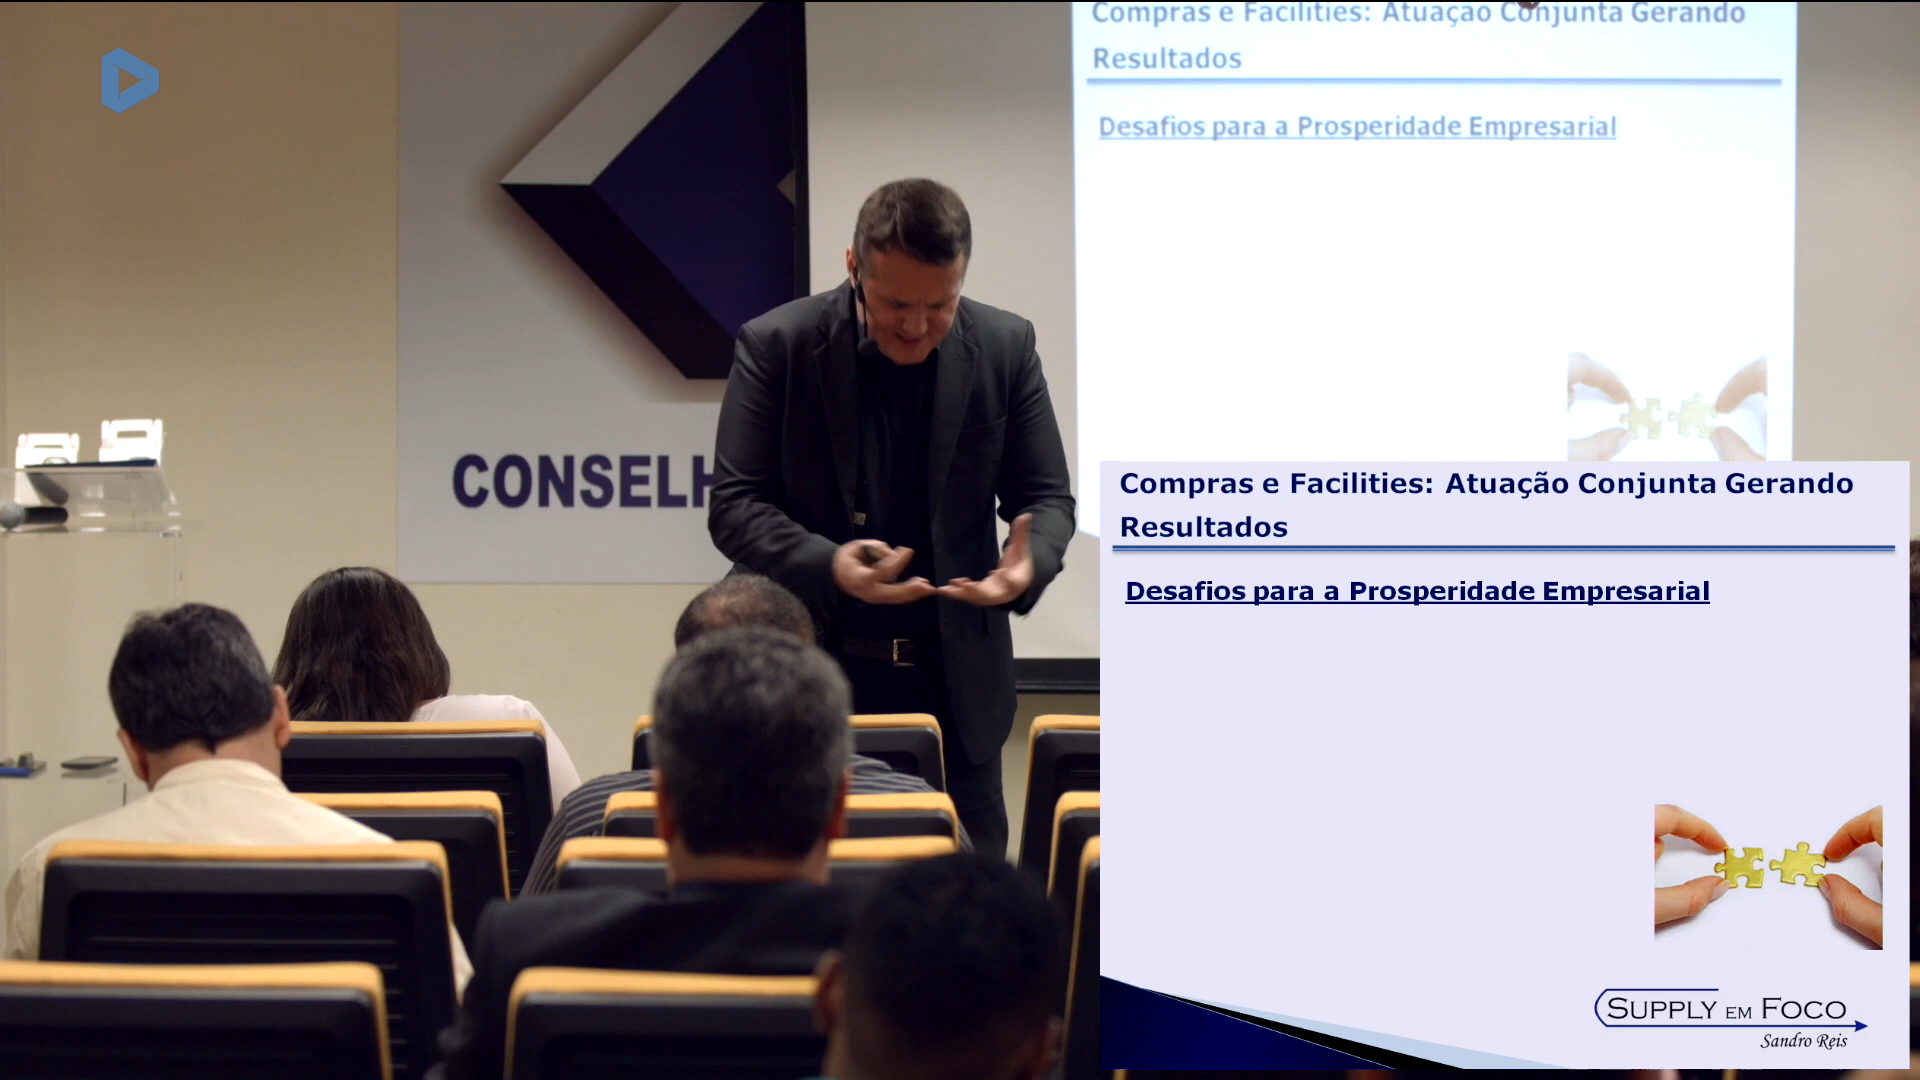 Compras e Facilities: Atuação Conjunta Gerando
Resultados
Desafios para a Prosperidade Empresarial
CONSELH
Compras e Facilities: Atuação Conjunta Gerando
Resultados
Desafios para a Prosperidade Empresarial
SUPPLY EM FOCO
Sandro Reis